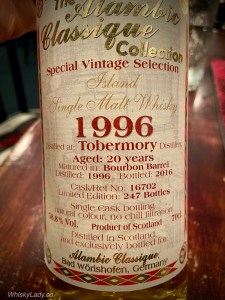 The
Alambic
Classique
Collection
Special Vintage Selection
Island
Single Malt Whisky
1996
Distilled at Tobermory Distillery
Aged: 20 years
Matured in: Bourbon Barrel
Distilled: 1996 Bottled: 2016
Cask/Ref No: 16702
Limited Edition: 247 Bottles
Single Cask bottling,
natural colour, no chill filtration
% Vol. Product of Scotland 70cl
Distilled in Scotland
and exclusively bottled for:
Alambic Classique
Bad Wörishofen, Germany
WhiskyLady.co